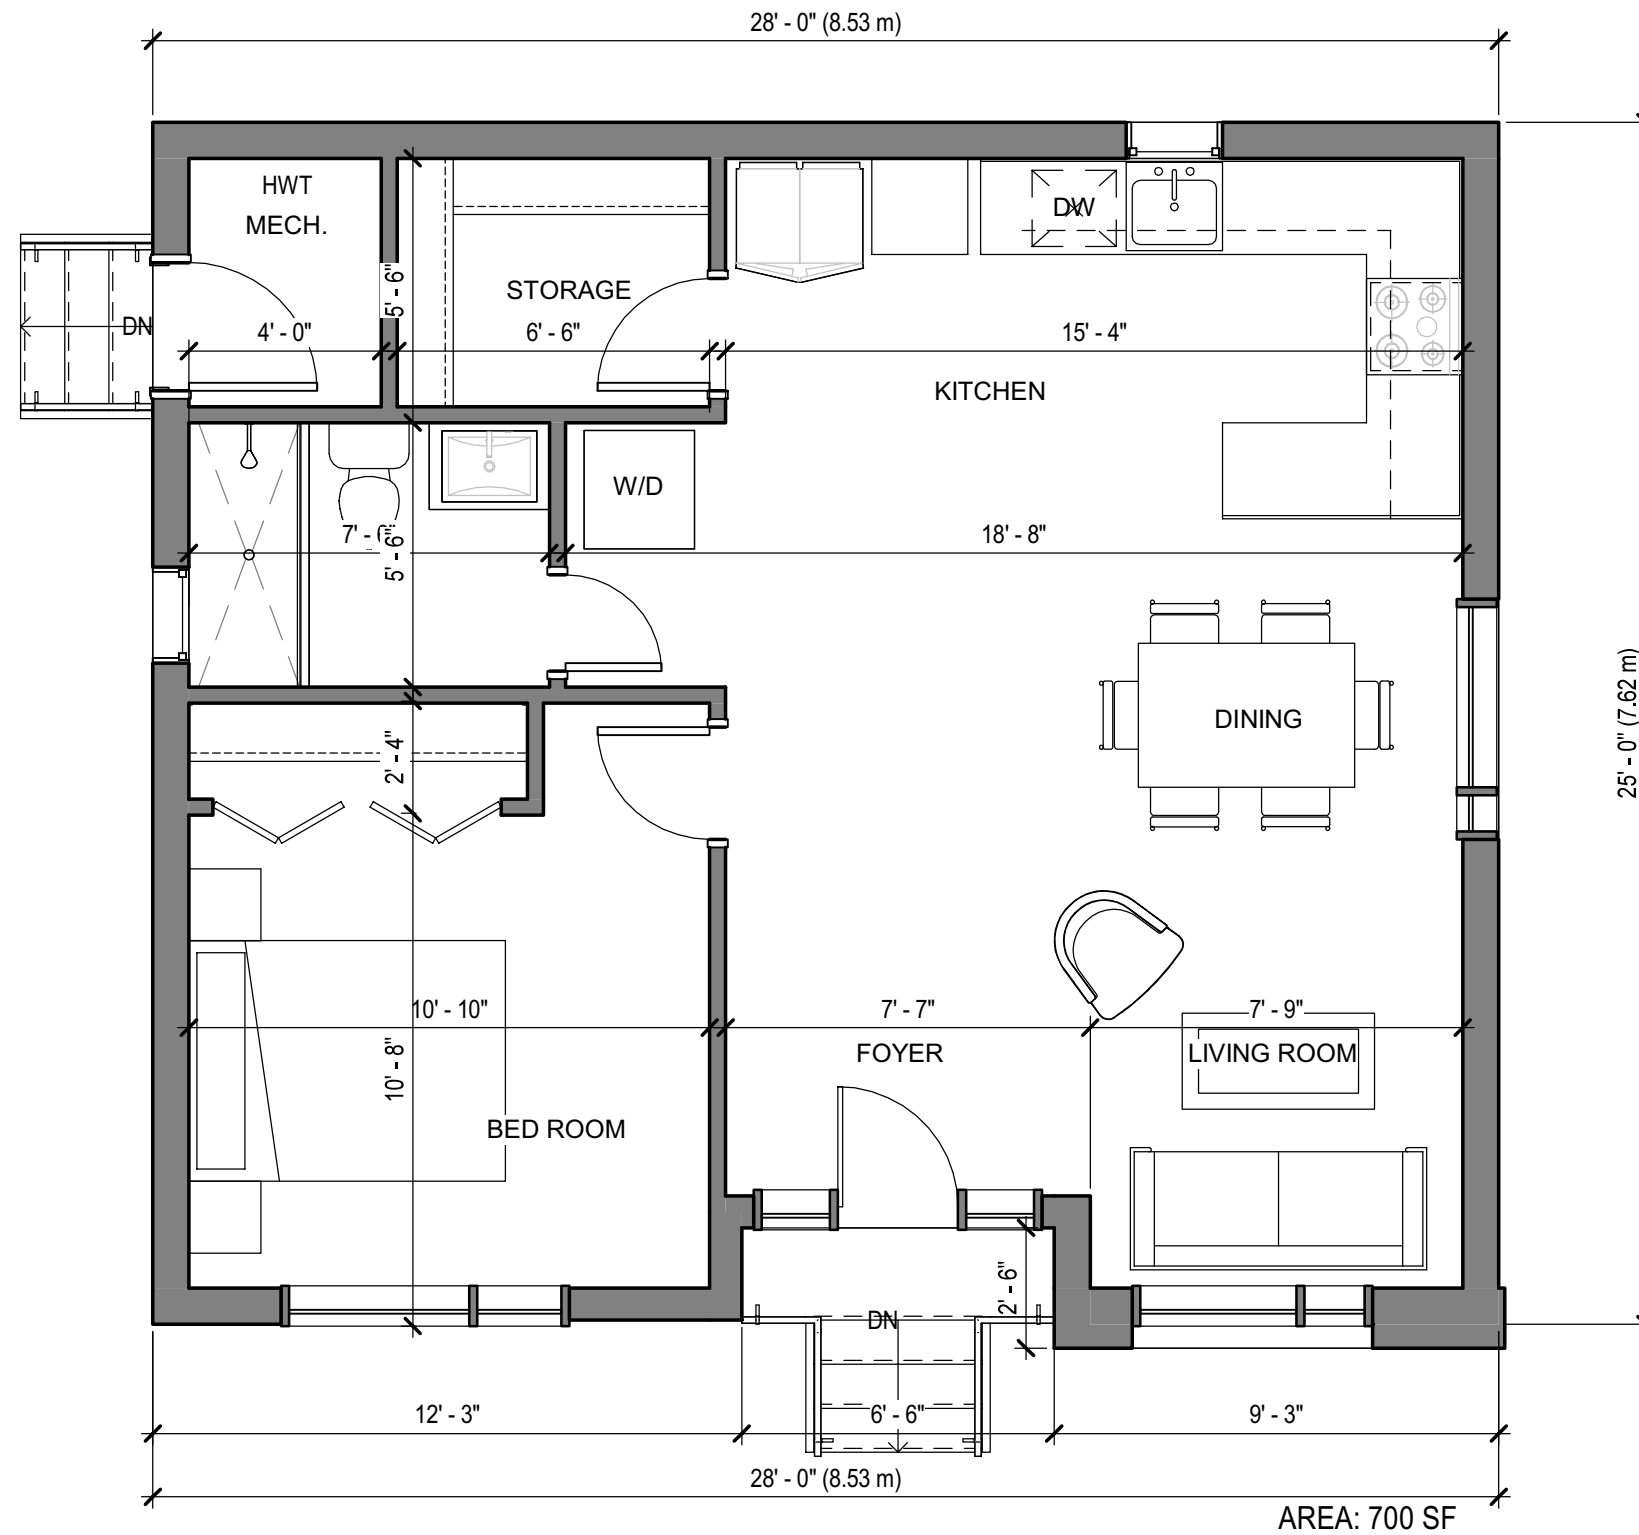 28' - 0" (8.53 m)
HWT
MECH.
STORAGE
DW
DN
5' - 6"
4' - 0"
6' - 6"
15' - 4"
KITCHEN
W/D
7' -
5' - 6"
18' - 8"
DINING
25' - 0" (7.62 m)
2' - 4"
10' - 10"
7' - 7"
7' - 9"
FOYER
LIVING ROOM
10' - 8"
BED ROOM
2' - 6"
DN
12' - 3"
6' - 6"
9' - 3"
28' - 0" (8.53 m)
AREA: 700 SF